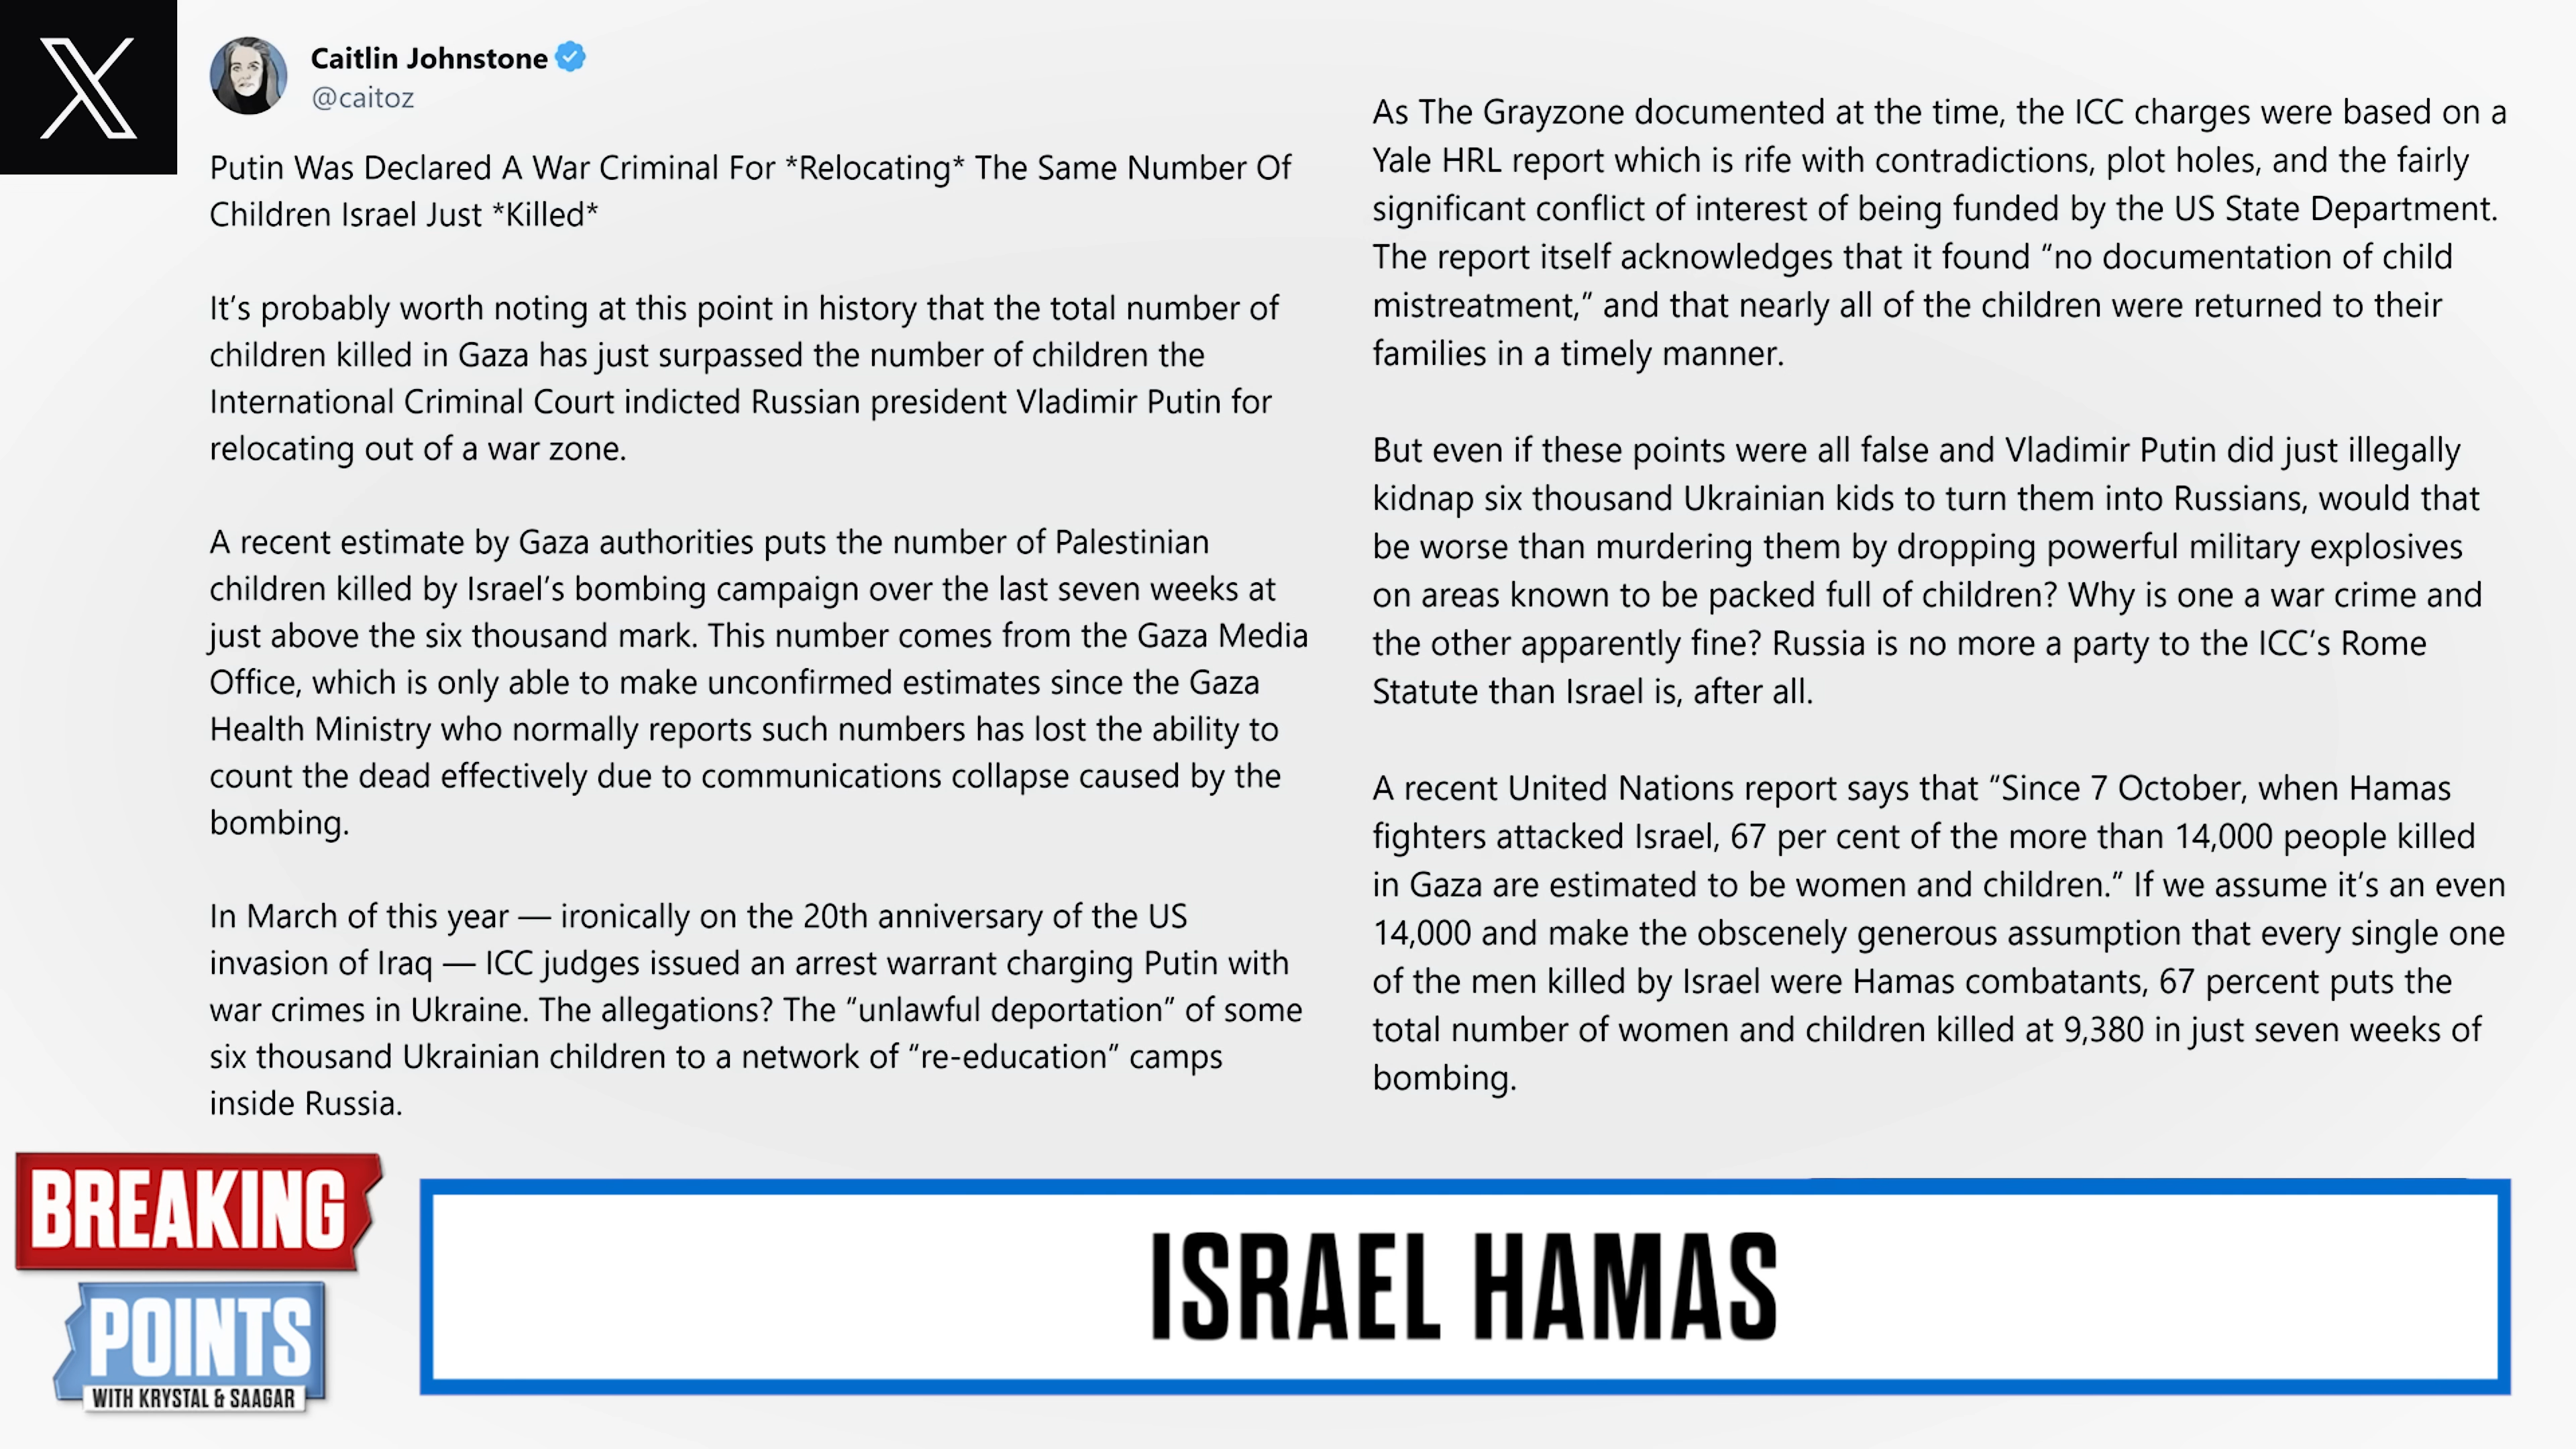 Caitlin Johnstone
@caitoz
Putin Was Declared A War Criminal For *Relocating* The Same Number Of
Children Israel Just *Killed*
It’s probably worth noting at this point in history that the total number of
children killed in Gaza has just surpassed the number of children the
International Criminal Court indicted Russian president Vladimir Putin for
relocating out of a war zone.
A recent estimate by Gaza authorities puts the number of Palestinian
children killed by Israel’s bombing campaign over the last seven weeks at
just above the six thousand mark. This number comes from the Gaza Media
Office, which is only able to make unconfirmed estimates since the Gaza
Health Ministry who normally reports such numbers has lost the ability to
count the dead effectively due to communications collapse caused by the
bombing.
In March of this year — ironically on the 20th anniversary of the US
invasion of Iraq — ICC judges issued an arrest warrant charging Putin with
war crimes in Ukraine. The allegations? The “unlawful deportation” of some
six thousand Ukrainian children to a network of “re-education” camps
inside Russia.
As The Grayzone documented at the time, the ICC charges were based on a
Yale HRL report which is rife with contradictions, plot holes, and the fairly
significant conflict of interest of being funded by the US State Department.
The report itself acknowledges that it found “no documentation of child
mistreatment,” and that nearly all of the children were returned to their
families in a timely manner.
But even if these points were all false and Vladimir Putin did just illegally
kidnap six thousand Ukrainian kids to turn them into Russians, would that
be worse than murdering them by dropping powerful military explosives
on areas known to be packed full of children? Why is one a war crime and
the other apparently fine? Russia is no more a party to the ICC’s Rome
Statute than Israel is, after all.
A recent United Nations report says that “Since 7 October, when Hamas
fighters attacked Israel, 67 per cent of the more than 14,000 people killed
in Gaza are estimated to be women and children.” If we assume it’s an even
14,000 and make the obscenely generous assumption that every single one
of the men killed by Israel were Hamas combatants, 67 percent puts the
total number of women and children killed at 9,380 in just seven weeks of
bombing.
BREAKING
POINTS
WITH KRYSTAL & SAAGAR
ISRAEL HAMAS